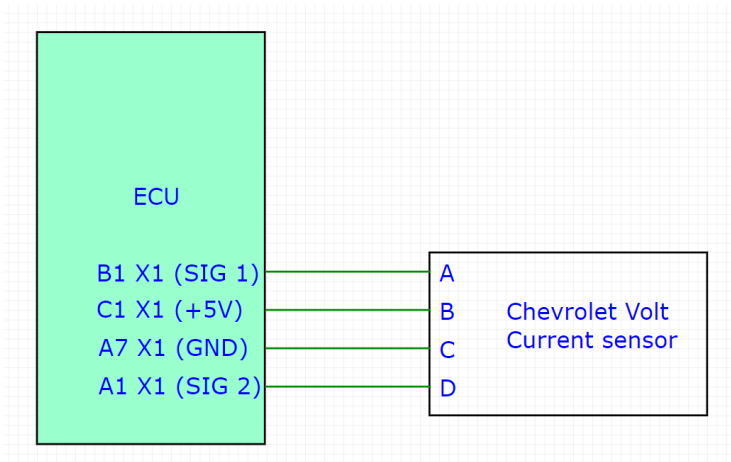 ECU
B1 X1 (SIG 1)
C1 X1 (+5V)
A7 X1 (GND)
A1 X1 (SIG 2)
A
B
C
D
Chevrolet Volt
Current sensor